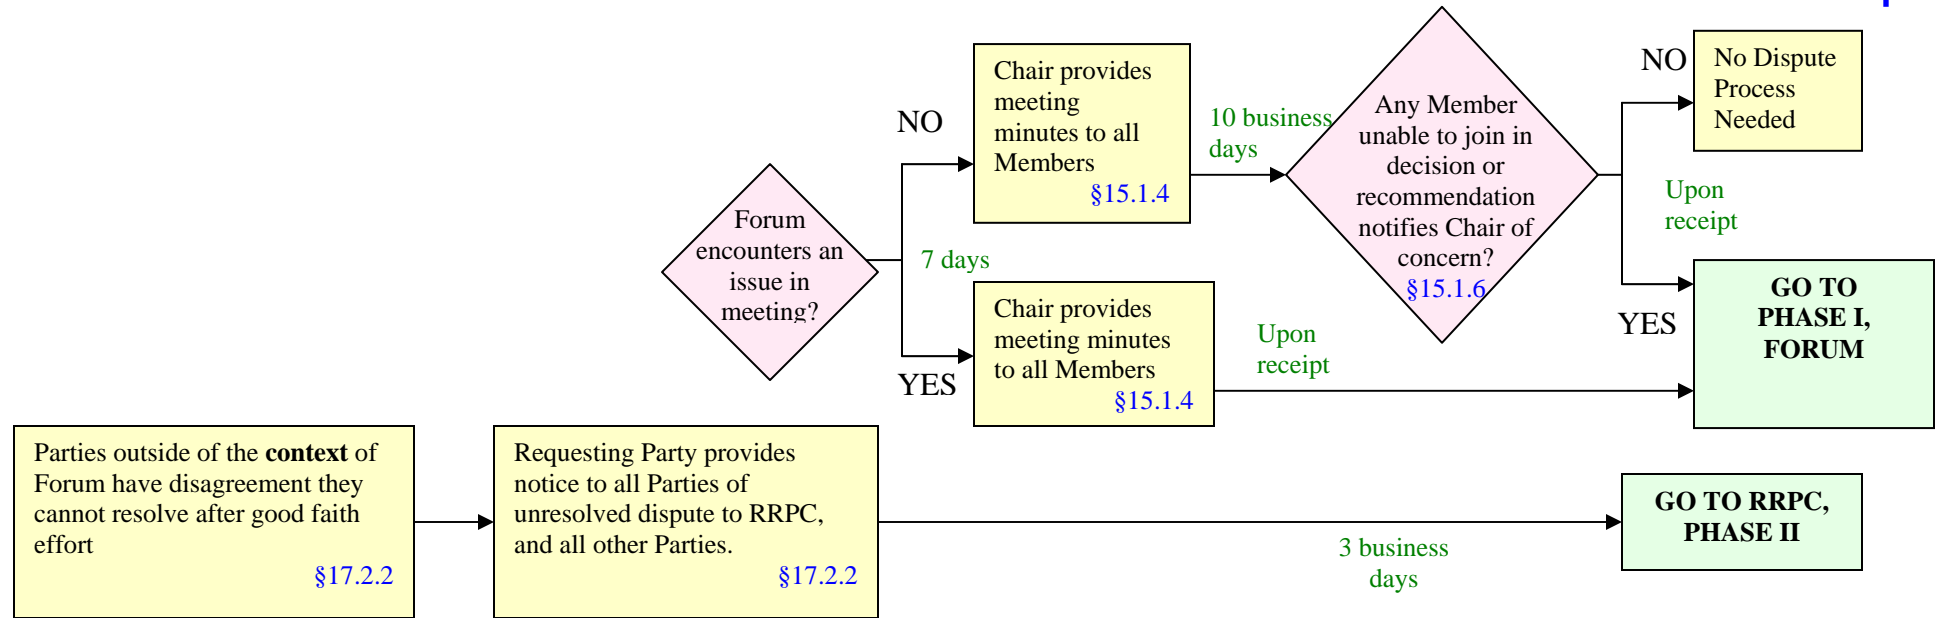 NO
Chair provides
meeting
minutes to all
Members
§15.1.4
10 business
days
Any Member
unable to join in
decision or
recommendation
notifies Chair of
concern?
§15.1.6
NO
No Dispute
Process
Needed
Upon
receipt
YES
GO TO
PHASE I,
FORUM
Forum
encounters an
issue in
meeting?
7 days
YES
Chair provides
meeting minutes
to all Members
§15.1.4
Upon
receipt
Parties outside of the context of
Forum have disagreement they
cannot resolve after good faith
effort
§17.2.2
Requesting Party provides
notice to all Parties of
unresolved dispute to RRPC,
and all other Parties.
§17.2.2
3 business
days
GO TO RRPC,
PHASE II